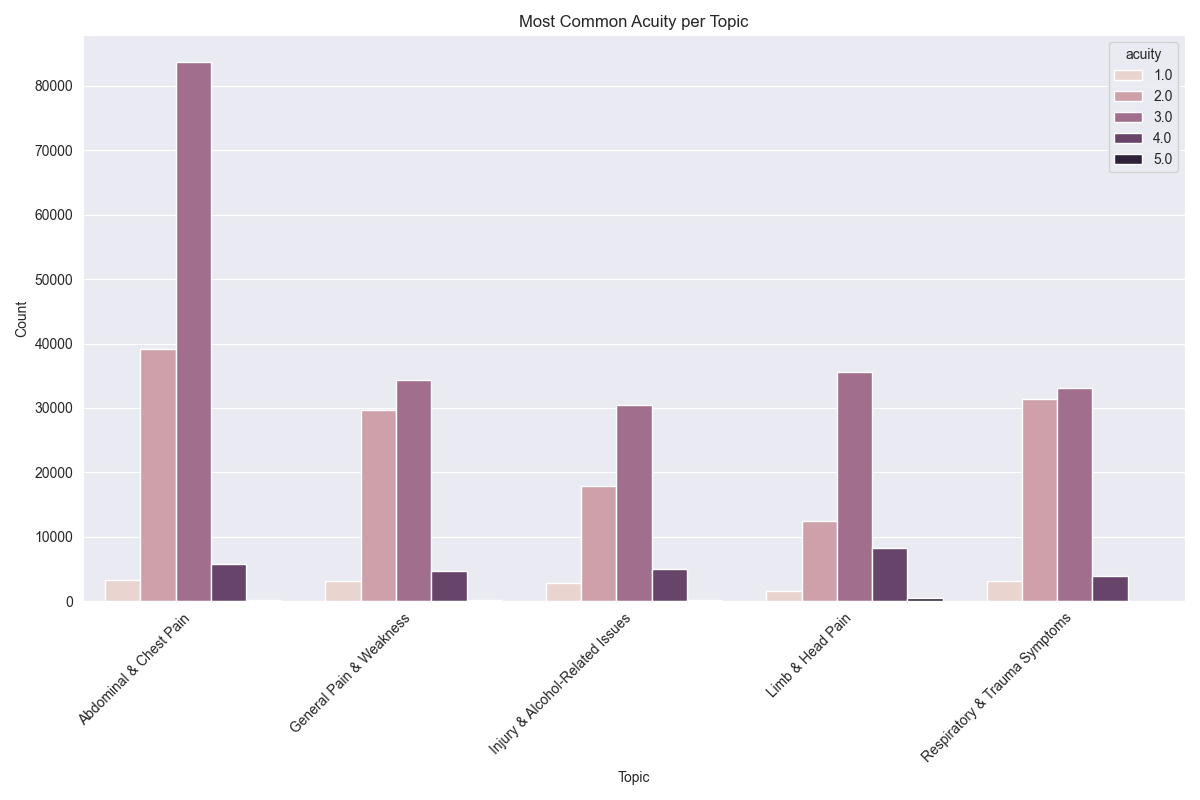 Most Common Acuity per Topic
acuity
1.0
2.0
3.0
4.0
5.0
Count
80000
70000
60000
50000
40000
30000
20000
10000
0
Abdominal & Chest Pain
General Pain & Weakness
Injury & Alcohol-Related Issues
Limb & Head Pain
Respiratory & Trauma Symptoms
Topic